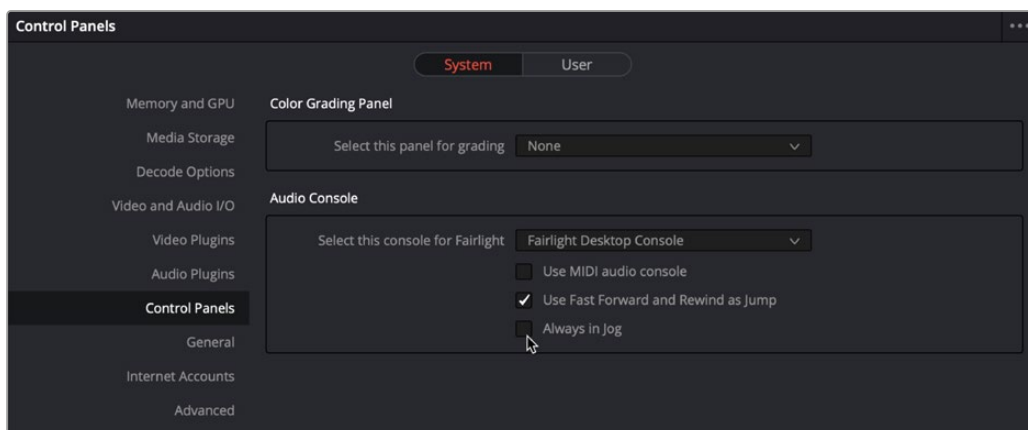 Control Panels
System User
Memory and GPU
Media Storage
Decode Options
Video and Audio I/O
Video Plugins
Audio Plugins
Control Panels
General
Internet Accounts
Advanced
Color Grading Panel
Select this panel for grading None
Audio Console
Select this console for Fairlight Fairlight Desktop Console
Use MIDI audio console
Use Fast Forward and Rewind as Jump
Always in Jog